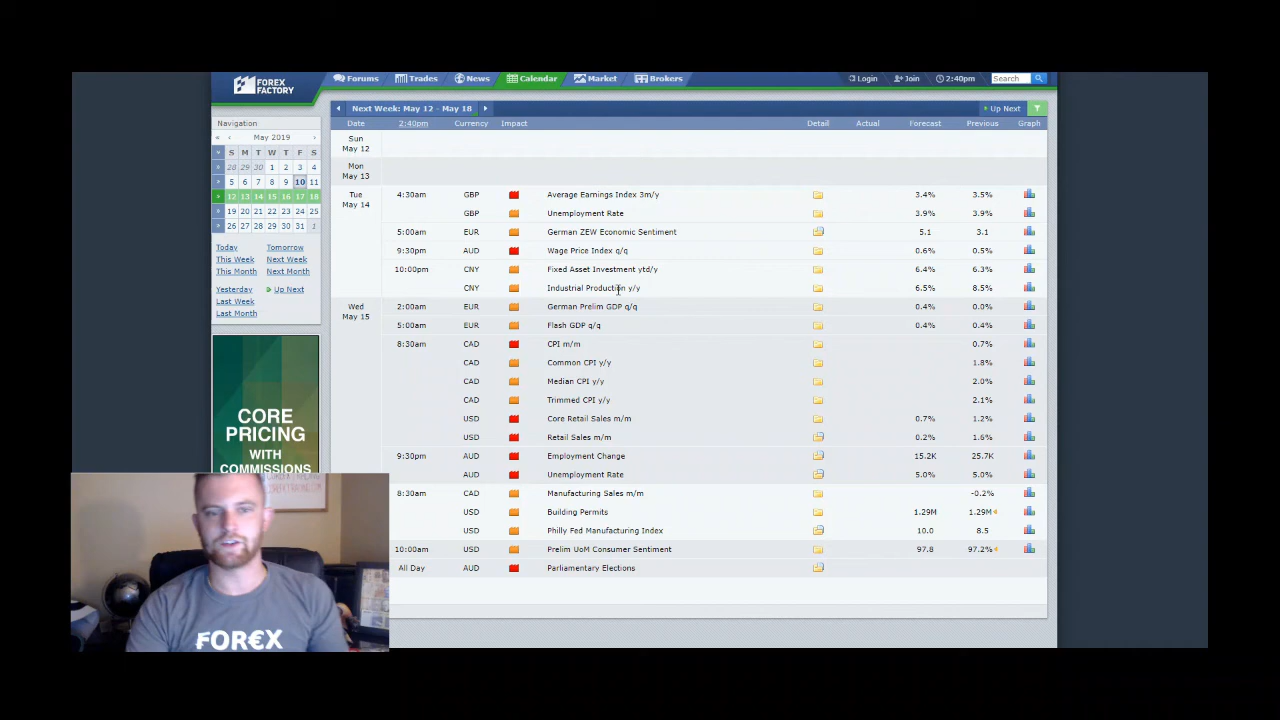 FOREX FACTORY
Forums Trades News Calendar Market Brokers Login Join 2:40pm Search
Navigation
« ‹ May 2019 ›
S M T W T F S
28 29 30 1 2 3 4
5 6 7 8 9 10 11
12 13 14 15 16 17 18
19 20 21 22 23 24 25
26 27 28 29 30 31 1
Today Tomorrow
This Week Next Week
This Month Next Month
Yesterday Up Next
Last Week
Last Month
CORE
PRICING
WITH
COMMISSIONS
Next Week: May 12 - May 18 Up Next
Date 2:40pm Currency Impact Detail Actual Forecast Previous Graph
Sun May 12
Mon May 13
Tue May 14 4:30am GBP Average Earnings Index 3m/y 3.4% 3.5%
GBP Unemployment Rate 3.9% 3.9%
5:00am EUR German ZEW Economic Sentiment 5.1 3.1
9:30pm AUD Wage Price Index q/q 0.6% 0.5%
10:00pm CNY Fixed Asset Investment ytd/y 6.4% 6.3%
CNY Industrial Production y/y 6.5% 8.5%
Wed May 15 2:00am EUR German Prelim GDP q/q 0.4% 0.0%
5:00am EUR Flash GDP q/q 0.4% 0.4%
8:30am CAD CPI m/m 0.7%
CAD Common CPI y/y 1.8%
CAD Median CPI y/y 2.0%
CAD Trimmed CPI y/y 2.1%
USD Core Retail Sales m/m 0.7% 1.2%
USD Retail Sales m/m 0.2% 1.6%
9:30pm AUD Employment Change 15.2K 25.7K
AUD Unemployment Rate 5.0% 5.0%
8:30am CAD Manufacturing Sales m/m -0.2%
USD Building Permits 1.29M 1.29M
USD Philly Fed Manufacturing Index 10.0 8.5
10:00am USD Prelim UoM Consumer Sentiment 97.8 97.2%
All Day AUD Parliamentary Elections
FOR€X